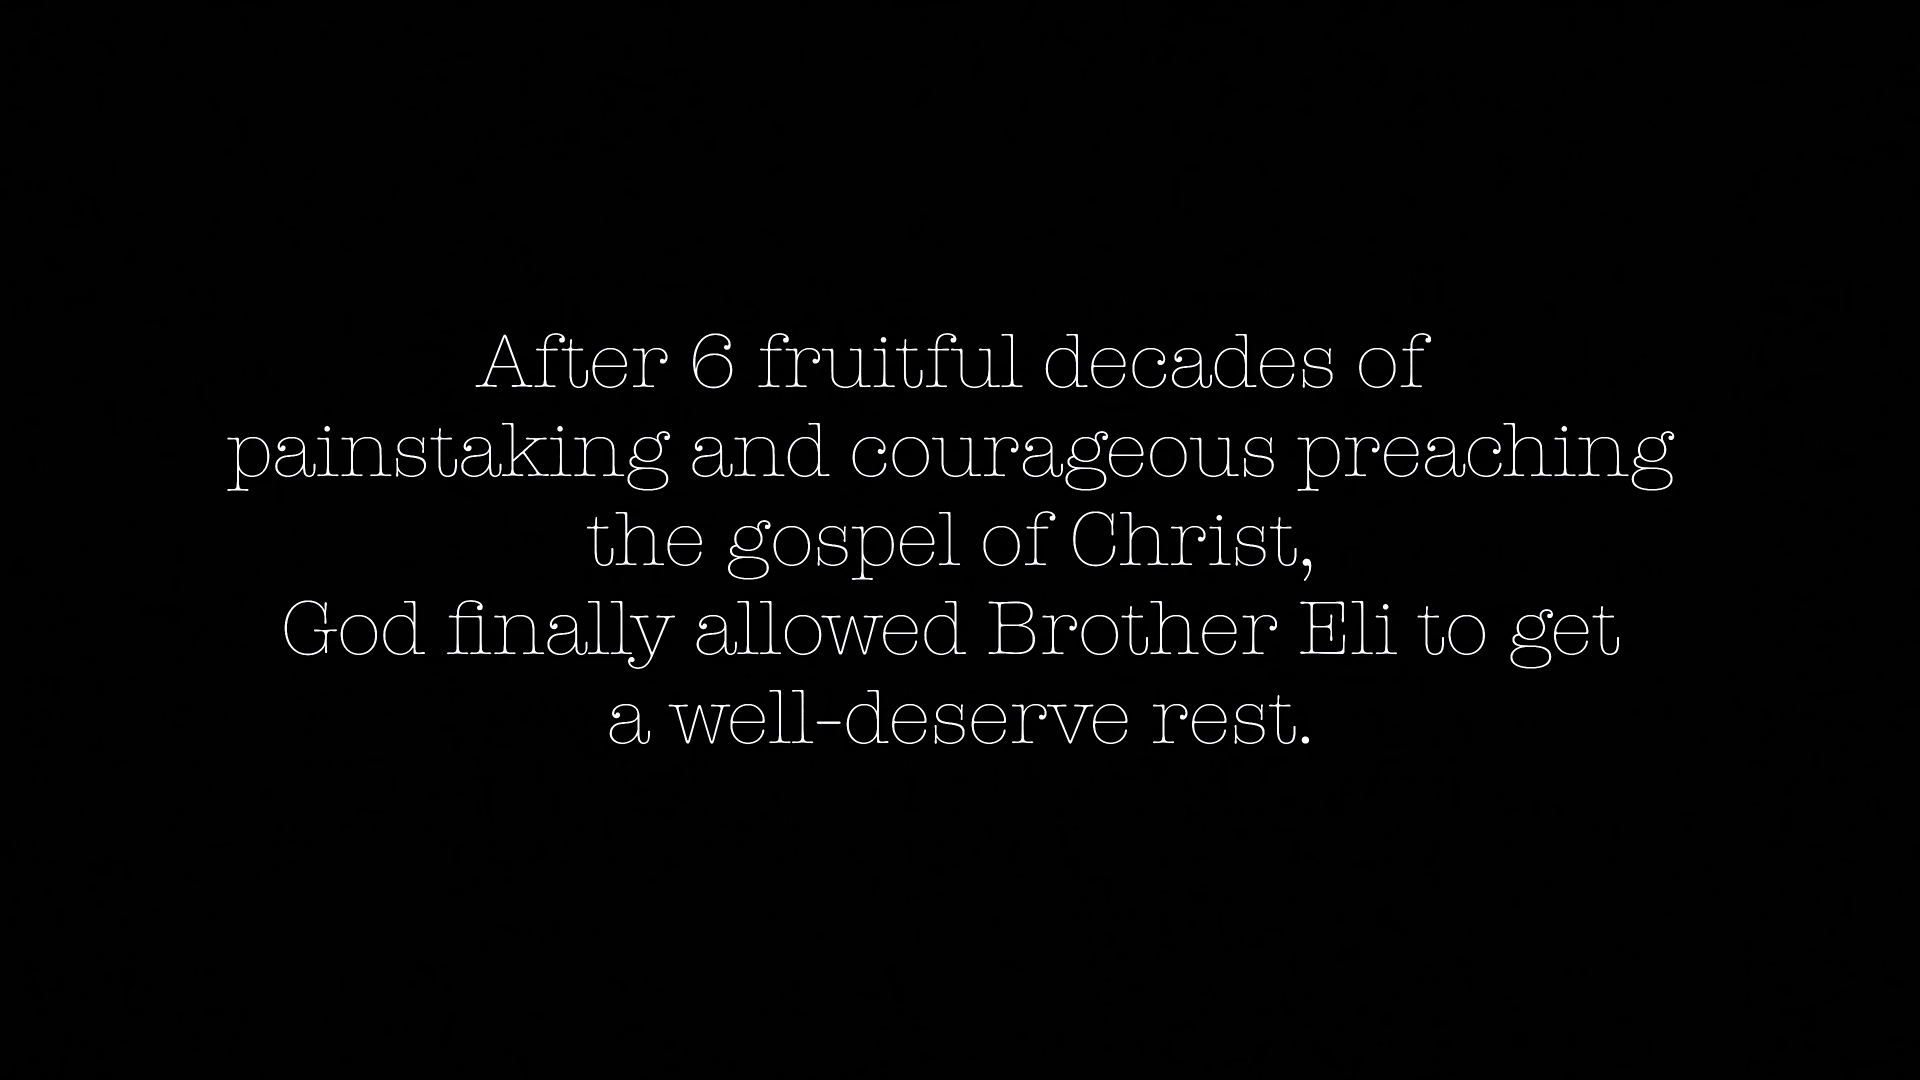 After 6 fruitful decades of
painstaking and courageous preaching
the gospel of Christ,
God finally allowed Brother Eli to get
a well-deserve rest.